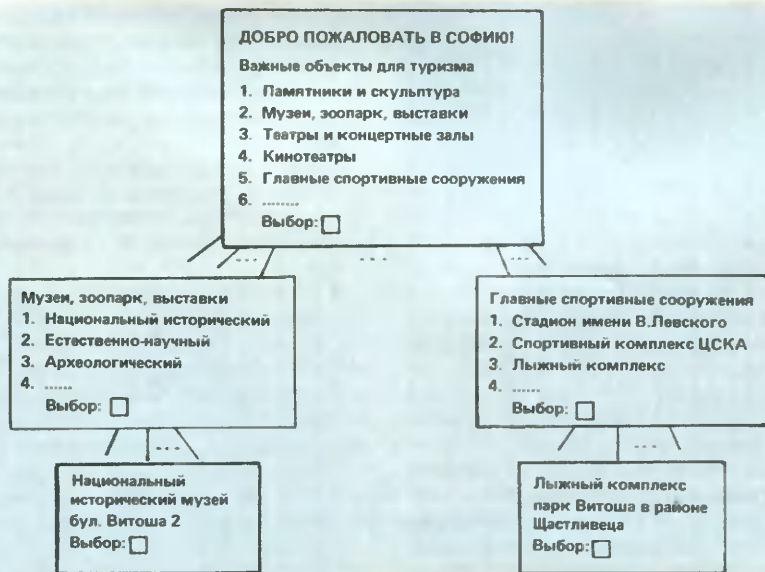 ДОБРО ПОЖАЛОВАТЬ В СОФИЮ!
Важные объекты для туризма
1. Памятники и скульптура
2. Музеи, зоопарк, выставки
3. Театры и концертные залы
4. Кинотеатры
5. Главные спортивные сооружения
6. ........
Выбор:
...
...
...
Музеи, зоопарк, выставки
1. Национальный исторический
2. Естественно-научный
3. Археологический
4. ......
Выбор:
...
Национальный
исторический музей
бул. Витоша 2
Выбор:
Главные спортивные сооружения
1. Стадион имени В.Левского
2. Спортивный комплекс ЦСКА
3. Лыжный комплекс
4. ......
Выбор:
...
Лыжный комплекс
парк Витоша в районе
Щастливеца
Выбор: